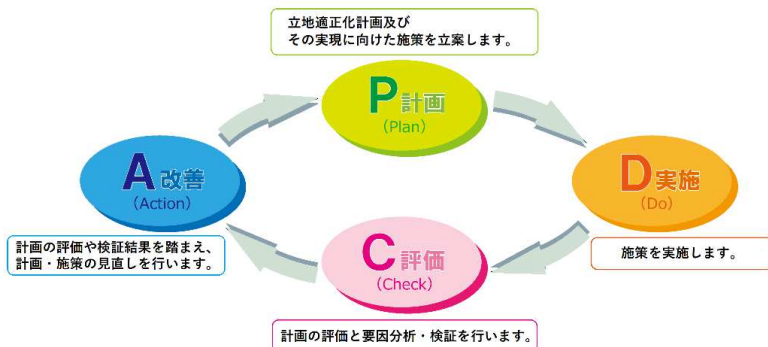 立地適正化計画及び
その実現に向けた施策を立案します。
P 計画
(Plan)
D 実施
(Do)
施策を実施します。
C 評価
(Check)
計画の評価と要因分析・検証を行います。
A 改善
(Action)
計画の評価や検証結果を踏まえ、
計画・施策の見直しを行います。